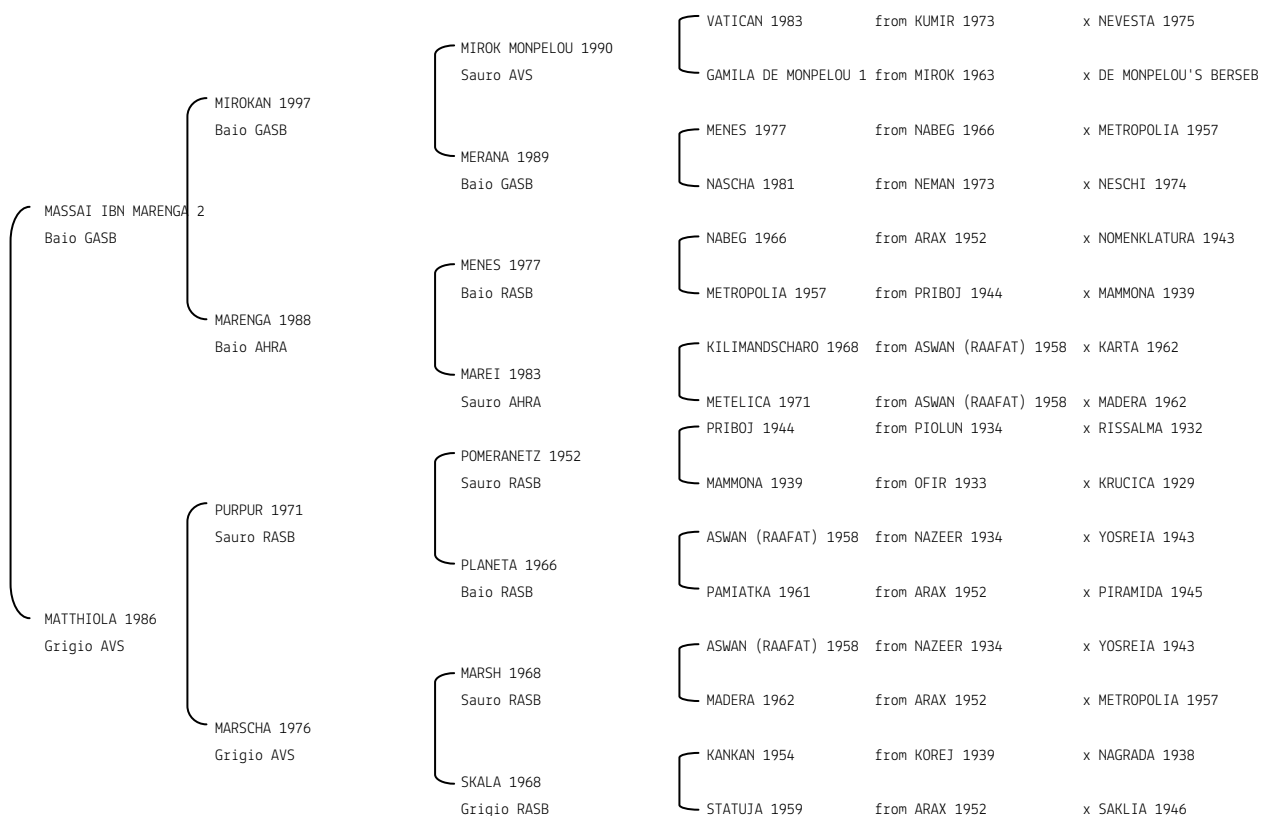 VATICAN 1983 from KUMIR 1973 x NEVESTA 1975
MIROK MONPELOU 1990
Sauro AVS
GAMILA DE MONPELOU 1 from MIROK 1963 x DE MONPELOU'S BERSEB
MIROKAN 1997
Baio GASB
MENES 1977 from NABEG 1966 x METROPOLIA 1957
MERANA 1989
Baio GASB
NASCHA 1981 from NEMAN 1973 x NESCHI 1974
MASSAI IBN MARENGA 2
Baio GASB
NABEG 1966 from ARAX 1952 x NOMENKLATURA 1943
MENES 1977
Baio RASB
METROPOLIA 1957 from PRIBOJ 1944 x MAMMONA 1939
MARENGA 1988
Baio AHRA
KILIMANDSCHARO 1968 from ASWAN (RAAFAT) 1958 x KARTA 1962
MAREI 1983
Sauro AHRA
METELICA 1971 from ASWAN (RAAFAT) 1958 x MADERA 1962
PRIBOJ 1944 from PIOLUN 1934 x RISSALMA 1932
POMERANETZ 1952
Sauro RASB
MAMMONA 1939 from OFIR 1933 x KRUCICA 1929
PURPUR 1971
Sauro RASB
ASWAN (RAAFAT) 1958 from NAZEER 1934 x YOSREIA 1943
PLANETA 1966
Baio RASB
PAMIATKA 1961 from ARAX 1952 x PIRAMIDA 1945
MATTHIOLA 1986
Grigio AVS
ASWAN (RAAFAT) 1958 from NAZEER 1934 x YOSREIA 1943
MARSH 1968
Sauro RASB
MADERA 1962 from ARAX 1952 x METROPOLIA 1957
MARSCHA 1976
Grigio AVS
KANKAN 1954 from KOREJ 1939 x NAGRADA 1938
SKALA 1968
Grigio RASB
STATUJA 1959 from ARAX 1952 x SAKLIA 1946